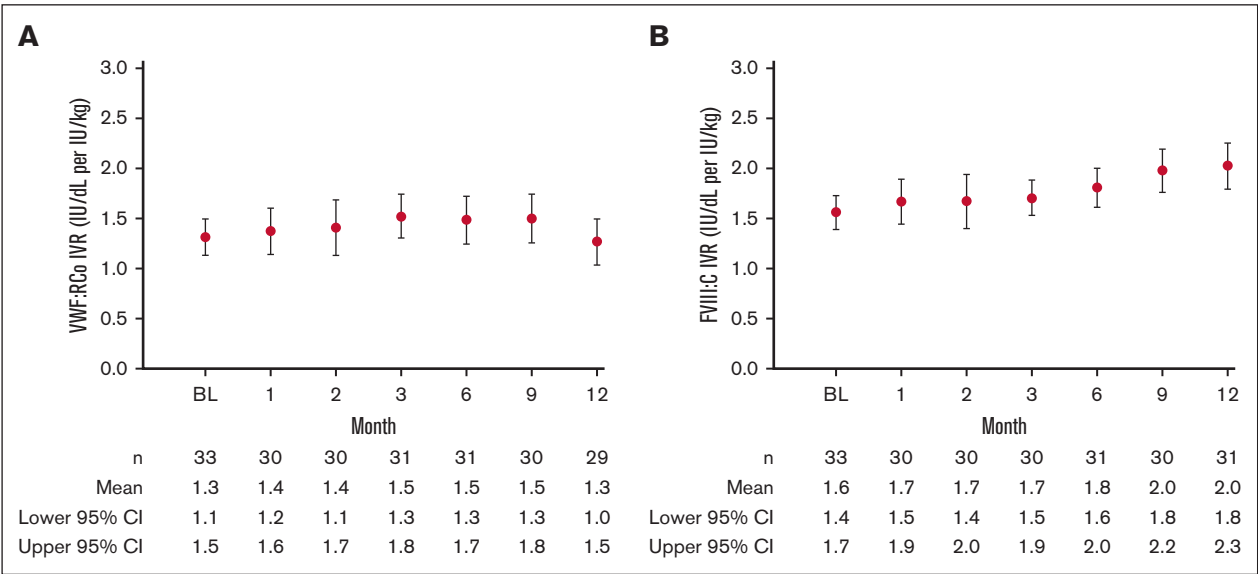 A
VWF:RCo IVR (IU/dL per IU/kg)
3.0
2.5
2.0
1.5
1.0
0.5
0.0
BL 1 2 3 6 9 12
Month
n 33 30 30 31 31 30 29
Mean 1.3 1.4 1.4 1.5 1.5 1.5 1.3
Lower 95% CI 1.1 1.2 1.1 1.3 1.3 1.3 1.0
Upper 95% CI 1.5 1.6 1.7 1.8 1.7 1.8 1.5
B
FVIII:C IVR (IU/dL per IU/kg)
3.0
2.5
2.0
1.5
1.0
0.5
0.0
BL 1 2 3 6 9 12
Month
n 33 30 30 30 31 30 31
Mean 1.6 1.7 1.7 1.7 1.8 2.0 2.0
Lower 95% CI 1.4 1.5 1.4 1.5 1.6 1.8 1.8
Upper 95% CI 1.7 1.9 2.0 1.9 2.0 2.2 2.3